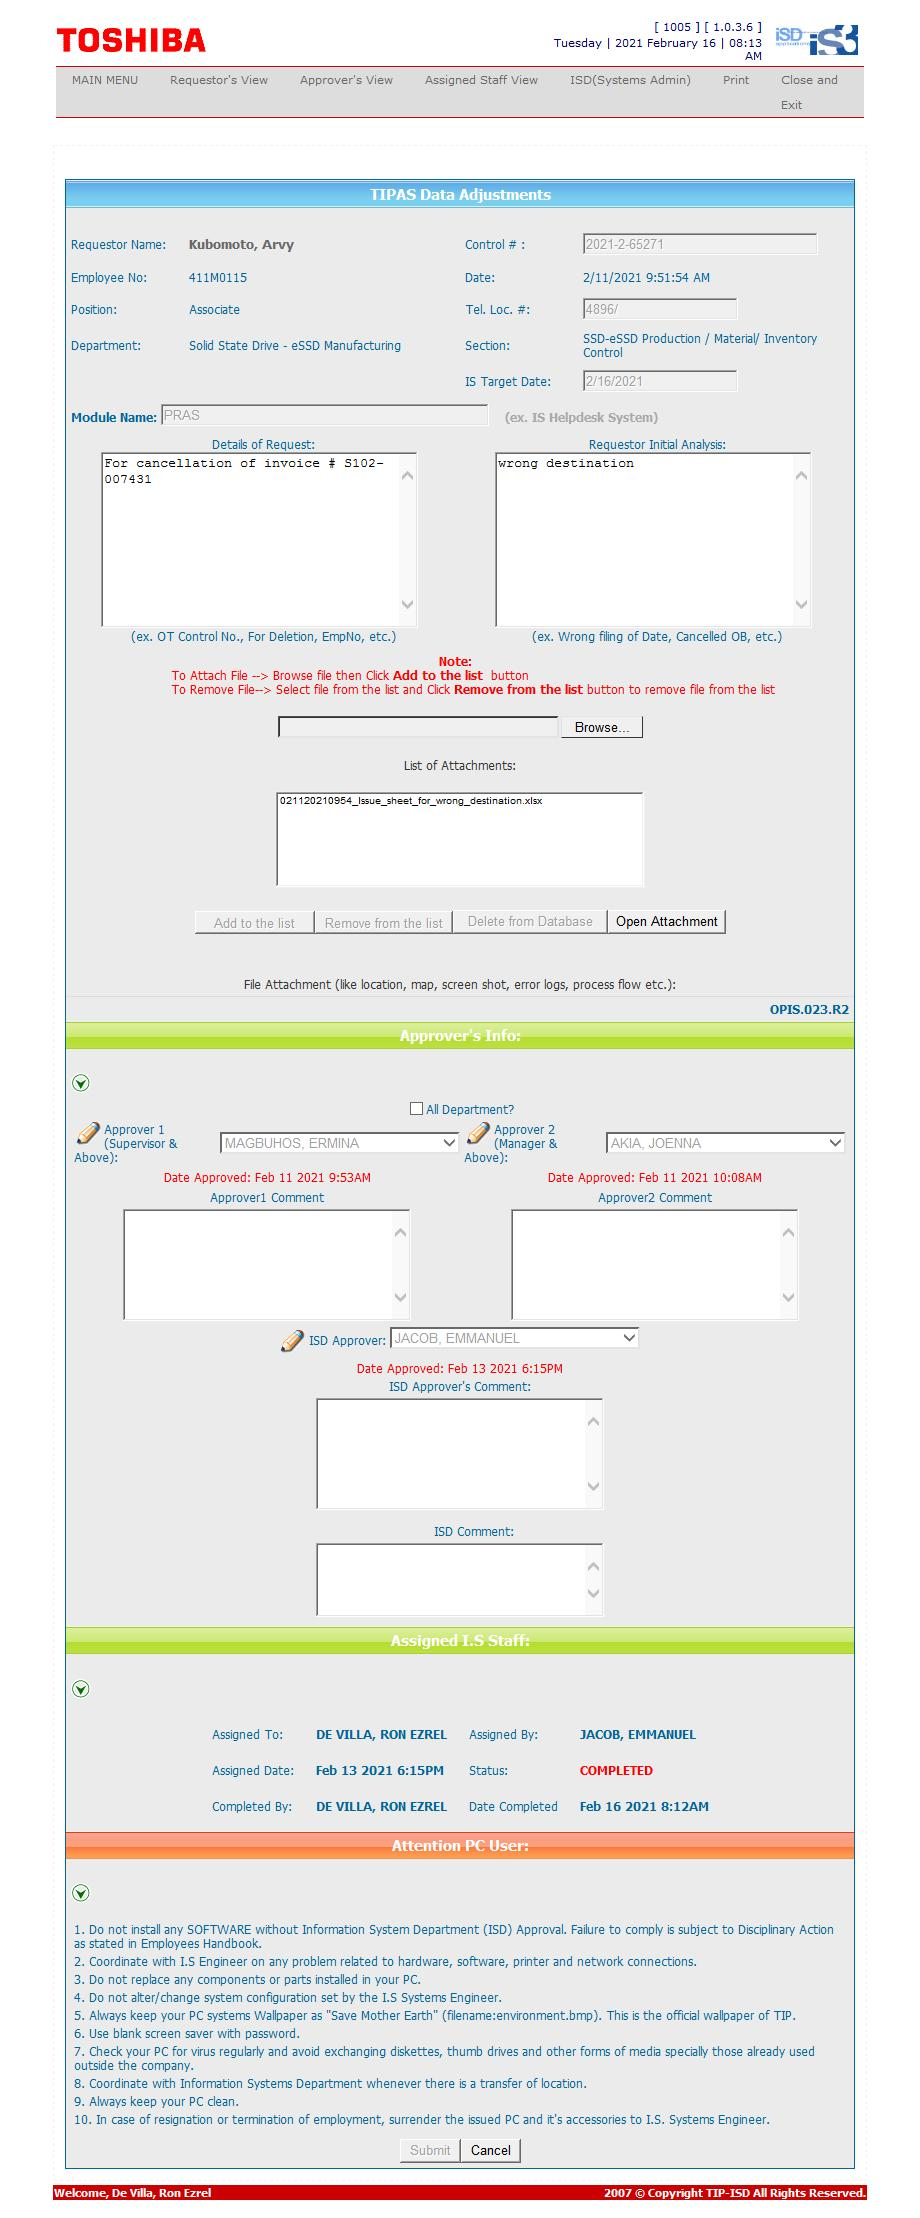 TOSHIBA
[ 1005 ] [ 1.0.3.6 ]
Tuesday | 2021 February 16 | 08:13
AM
ISD
MAIN MENU Requestor's View Approver's View Assigned Staff View ISD(Systems Admin) Print Close and
Exit
TIPAS Data Adjustments
Requestor Name: Kubomoto, Arvy Control # : 2021-2-65271
Employee No: 411M0115 Date: 2/11/2021 9:51:54 AM
Position: Associate Tel. Loc. #: 4896/
Department: Solid State Drive - eSSD Manufacturing Section: SSD-eSSD Production / Material/ Inventory
Control
IS Target Date: 2/16/2021
Module Name: PRAS (ex. IS Helpdesk System)
Details of Request: Requestor Initial Analysis:
For cancellation of invoice # S102- wrong destination
007431
(ex. OT Control No., For Deletion, EmpNo, etc.) (ex. Wrong filing of Date, Cancelled OB, etc.)
Note:
To Attach File --> Browse file then Click Add to the list button
To Remove File--> Select file from the list and Click Remove from the list button to remove file from the list
Browse...
List of Attachments:
021120210954_Issue_sheet_for_wrong_destination.xlsx
Add to the list Remove from the list Delete from Database Open Attachment
File Attachment (like location, map, screen shot, error logs, process flow etc.):
OPIS.023.R2
Approver's Info:
All Department?
Approver 1 Approver 2
(Supervisor & MAGBUHOS, ERMINA (Manager & AKIA, JOENNA
Above): Above):
Date Approved: Feb 11 2021 9:53AM Date Approved: Feb 11 2021 10:08AM
Approver1 Comment Approver2 Comment
ISD Approver: JACOB, EMMANUEL
Date Approved: Feb 13 2021 6:15PM
ISD Approver's Comment:
ISD Comment:
Assigned I.S Staff:
Assigned To: DE VILLA, RON EZREL Assigned By: JACOB, EMMANUEL
Assigned Date: Feb 13 2021 6:15PM Status: COMPLETED
Completed By: DE VILLA, RON EZREL Date Completed Feb 16 2021 8:12AM
Attention PC User:
1. Do not install any SOFTWARE without Information System Department (ISD) Approval. Failure to comply is subject to Disciplinary Action
as stated in Employees Handbook.
2. Coordinate with I.S Engineer on any problem related to hardware, software, printer and network connections.
3. Do not replace any components or parts installed in your PC.
4. Do not alter/change system configuration set by the I.S Systems Engineer.
5. Always keep your PC systems Wallpaper as "Save Mother Earth" (filename:environment.bmp). This is the official wallpaper of TIP.
6. Use blank screen saver with password.
7. Check your PC for virus regularly and avoid exchanging diskettes, thumb drives and other forms of media specially those already used
outside the company.
8. Coordinate with Information Systems Department whenever there is a transfer of location.
9. Always keep your PC clean.
10. In case of resignation or termination of employment, surrender the issued PC and it's accessories to I.S. Systems Engineer.
Submit Cancel
Welcome, De Villa, Ron Ezrel 2007 © Copyright TIP-ISD All Rights Reserved.